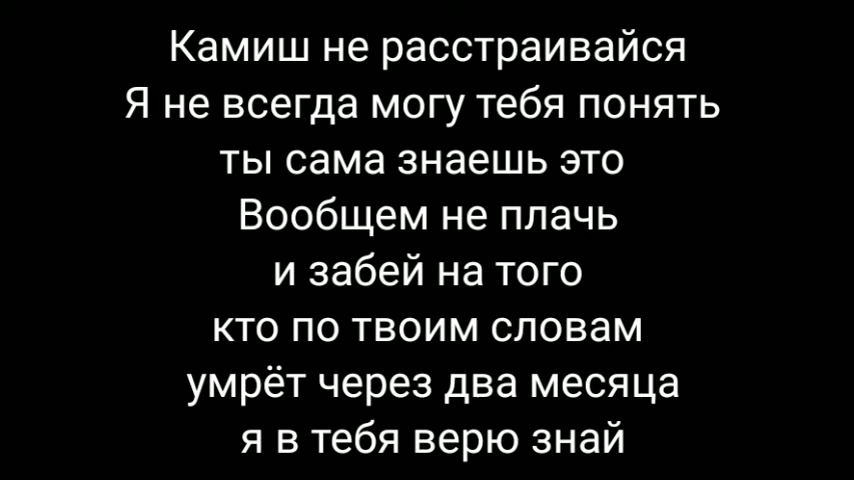 Камиш не расстраивайся
Я не всегда могу тебя понять
ты сама знаешь это
Вообщем не плачь
и забей на того
кто по твоим словам
умрёт через два месяца
я в тебя верю знай